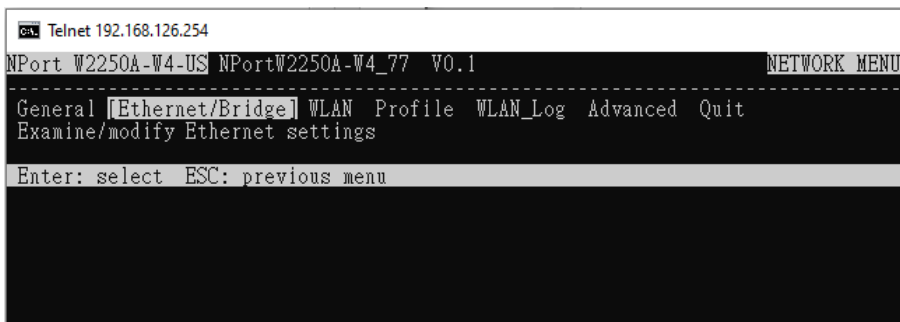 Telnet 192.168.126.254
NPort W2250A-W4-US NPortW2250A-W4_77 V0.1 NETWORK MENU
General [Ethernet/Bridge] WLAN Profile WLAN_Log Advanced Quit
Examine/modify Ethernet settings
Enter: select ESC: previous menu